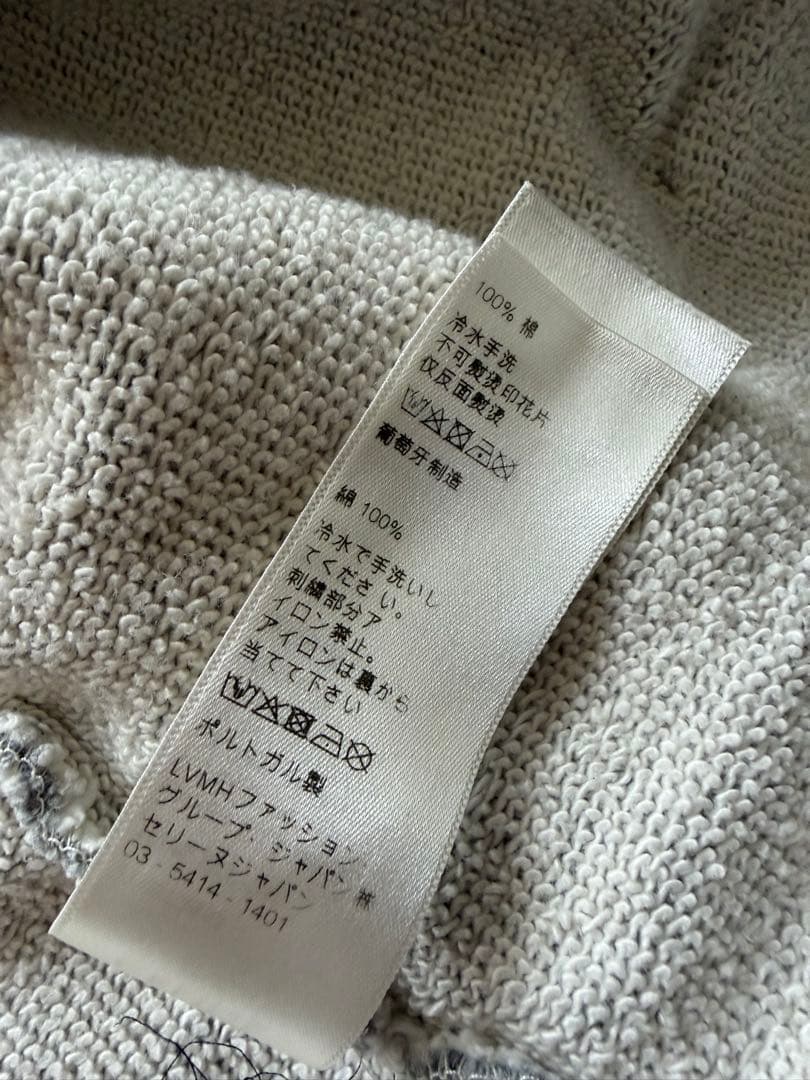 100% 棉
冷水手洗
不可熨烫印花片
仅反面熨烫
葡萄牙制造
綿 100%
冷水で手洗いし
てください。
刺繍部分ア
イロン禁止。
アイロンは裏から
当てて下さい
ポルトガル製
LVMHファッション
グループ・ジャパン ㈱
セリーヌジャパン
03 - 5414 - 1401